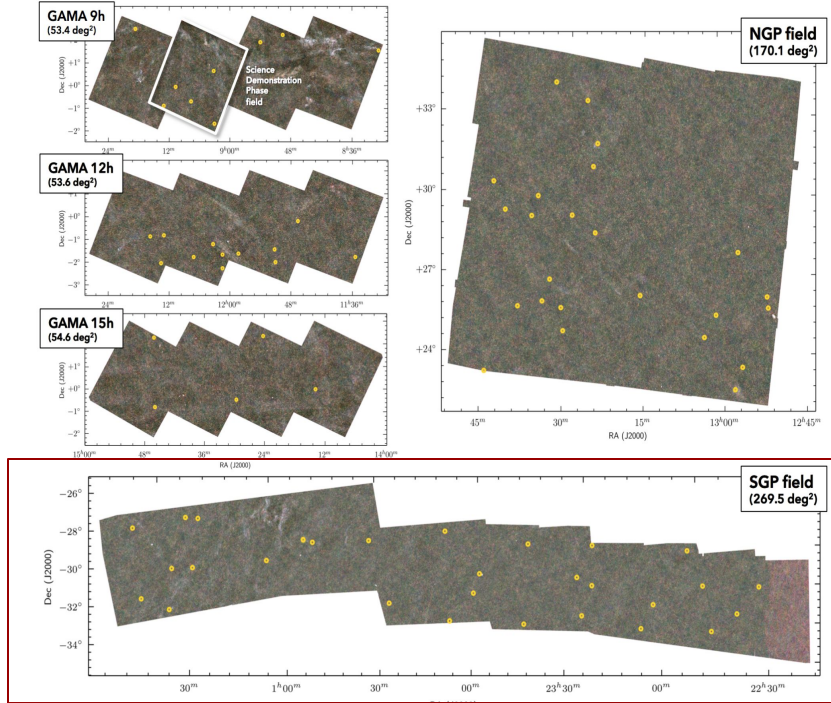 GAMA 9h
(53.4 deg²)
Dec (J2000)
+2°
+1°
+0°
−1°
−2°
Science
Demonstration
Phase
field
24ᵐ 12ᵐ 9ʰ00ᵐ 48ᵐ 8ʰ36ᵐ
GAMA 12h
(53.6 deg²)
Dec (J2000)
+1°
+0°
−1°
−2°
−3°
24ᵐ 12ᵐ 12ʰ00ᵐ 48ᵐ 11ʰ36ᵐ
GAMA 15h
(54.6 deg²)
Dec (J2000)
+1°
+0°
−1°
−2°
15ʰ00ᵐ 48ᵐ 36ᵐ 24ᵐ 12ᵐ 14ʰ00ᵐ
RA (J2000)
NGP field
(170.1 deg²)
Dec (J2000)
+33°
+30°
+27°
+24°
45ᵐ 30ᵐ 15ᵐ 13ʰ00ᵐ 12ʰ45ᵐ
RA (J2000)
SGP field
(269.5 deg²)
Dec (J2000)
−26°
−28°
−30°
−32°
−34°
30ᵐ 1ʰ00ᵐ 30ᵐ 00ᵐ 23ʰ30ᵐ 00ᵐ 22ʰ30ᵐ